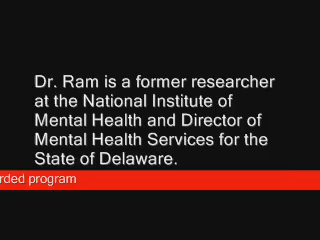 Dr. Ram is a former researcher
at the National Institute of
Mental Health and Director of
Mental Health Services for the
State of Delaware.
rded program